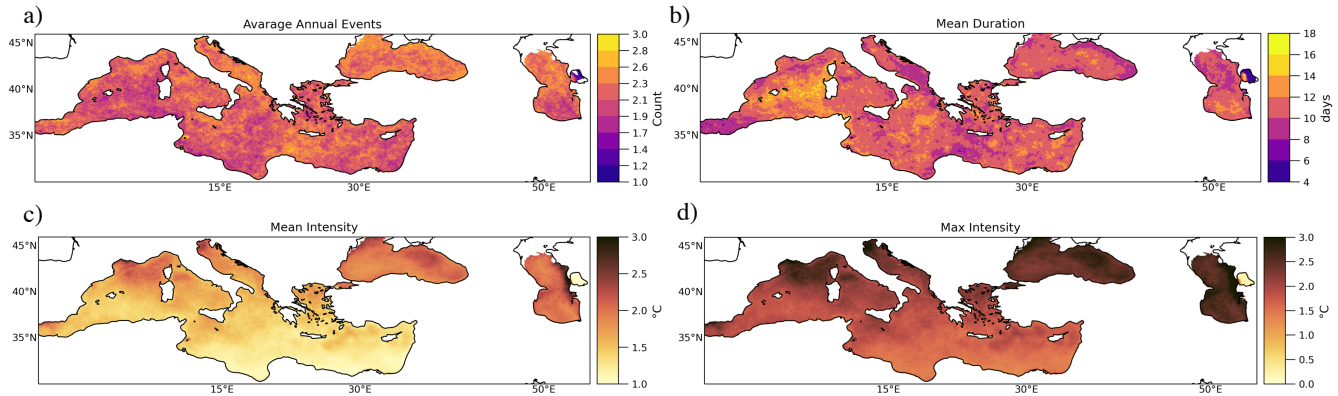 a)
Avarage Annual Events
45°N
40°N
35°N
15°E
30°E
50°E
3.0
2.8
2.6
2.4
2.3
2.1
1.9
1.7
1.6
1.4
1.2
1.0
Count
b)
Mean Duration
45°N
40°N
35°N
15°E
30°E
50°E
18
16
14
12
10
8
6
4
days
c)
Mean Intensity
45°N
40°N
35°N
15°E
30°E
50°E
3.0
2.5
2.0
1.5
1.0
°C
d)
Max Intensity
45°N
40°N
35°N
15°E
30°E
50°E
3.0
2.5
2.0
1.5
1.0
0.5
0.0
°C